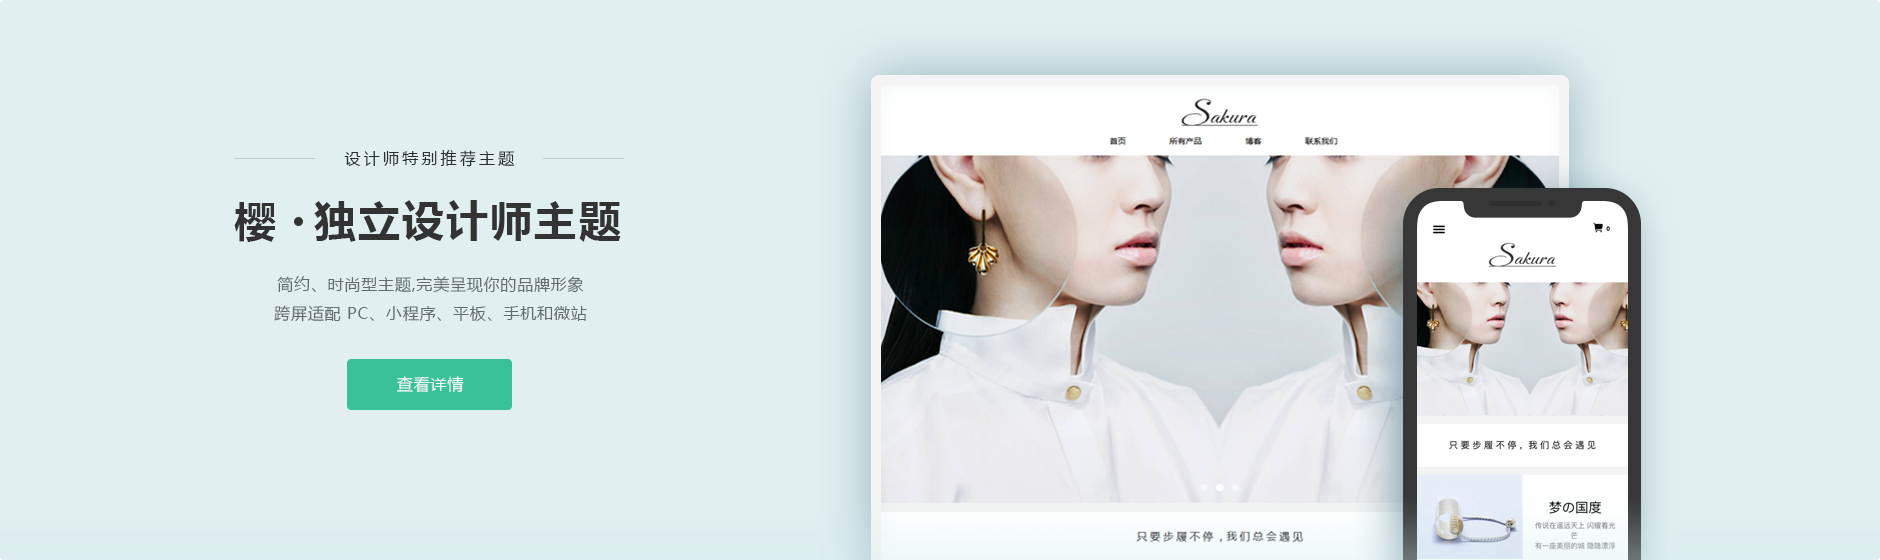 设计师特别推荐主题
樱·独立设计师主题
简约、时尚型主题,完美呈现你的品牌形象
跨屏适配 PC、小程序、平板、手机和微站
查看详情
Sakura
首页 所有产品 博客 联系我们
只要步履不停,我们总会遇见
0
Sakura
只要步履不停,我们总会遇见
梦の国度
传说在遥远天上 闪耀着光
芒
有一座美丽的城 隐隐漂浮